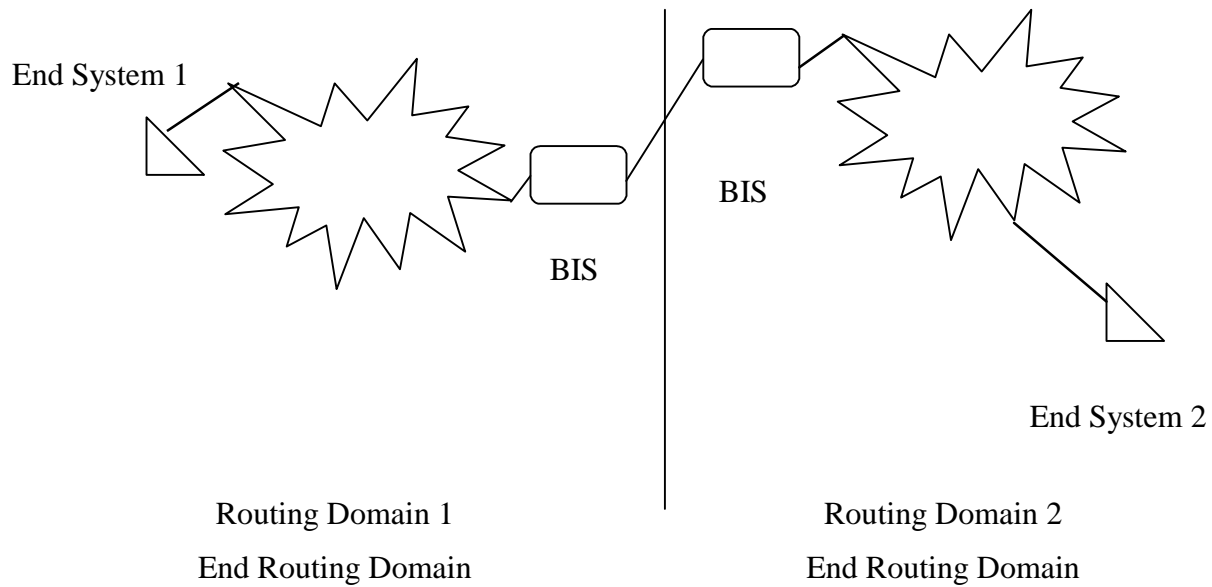 End System 1
BIS
BIS
End System 2
Routing Domain 1
End Routing Domain
Routing Domain 2
End Routing Domain